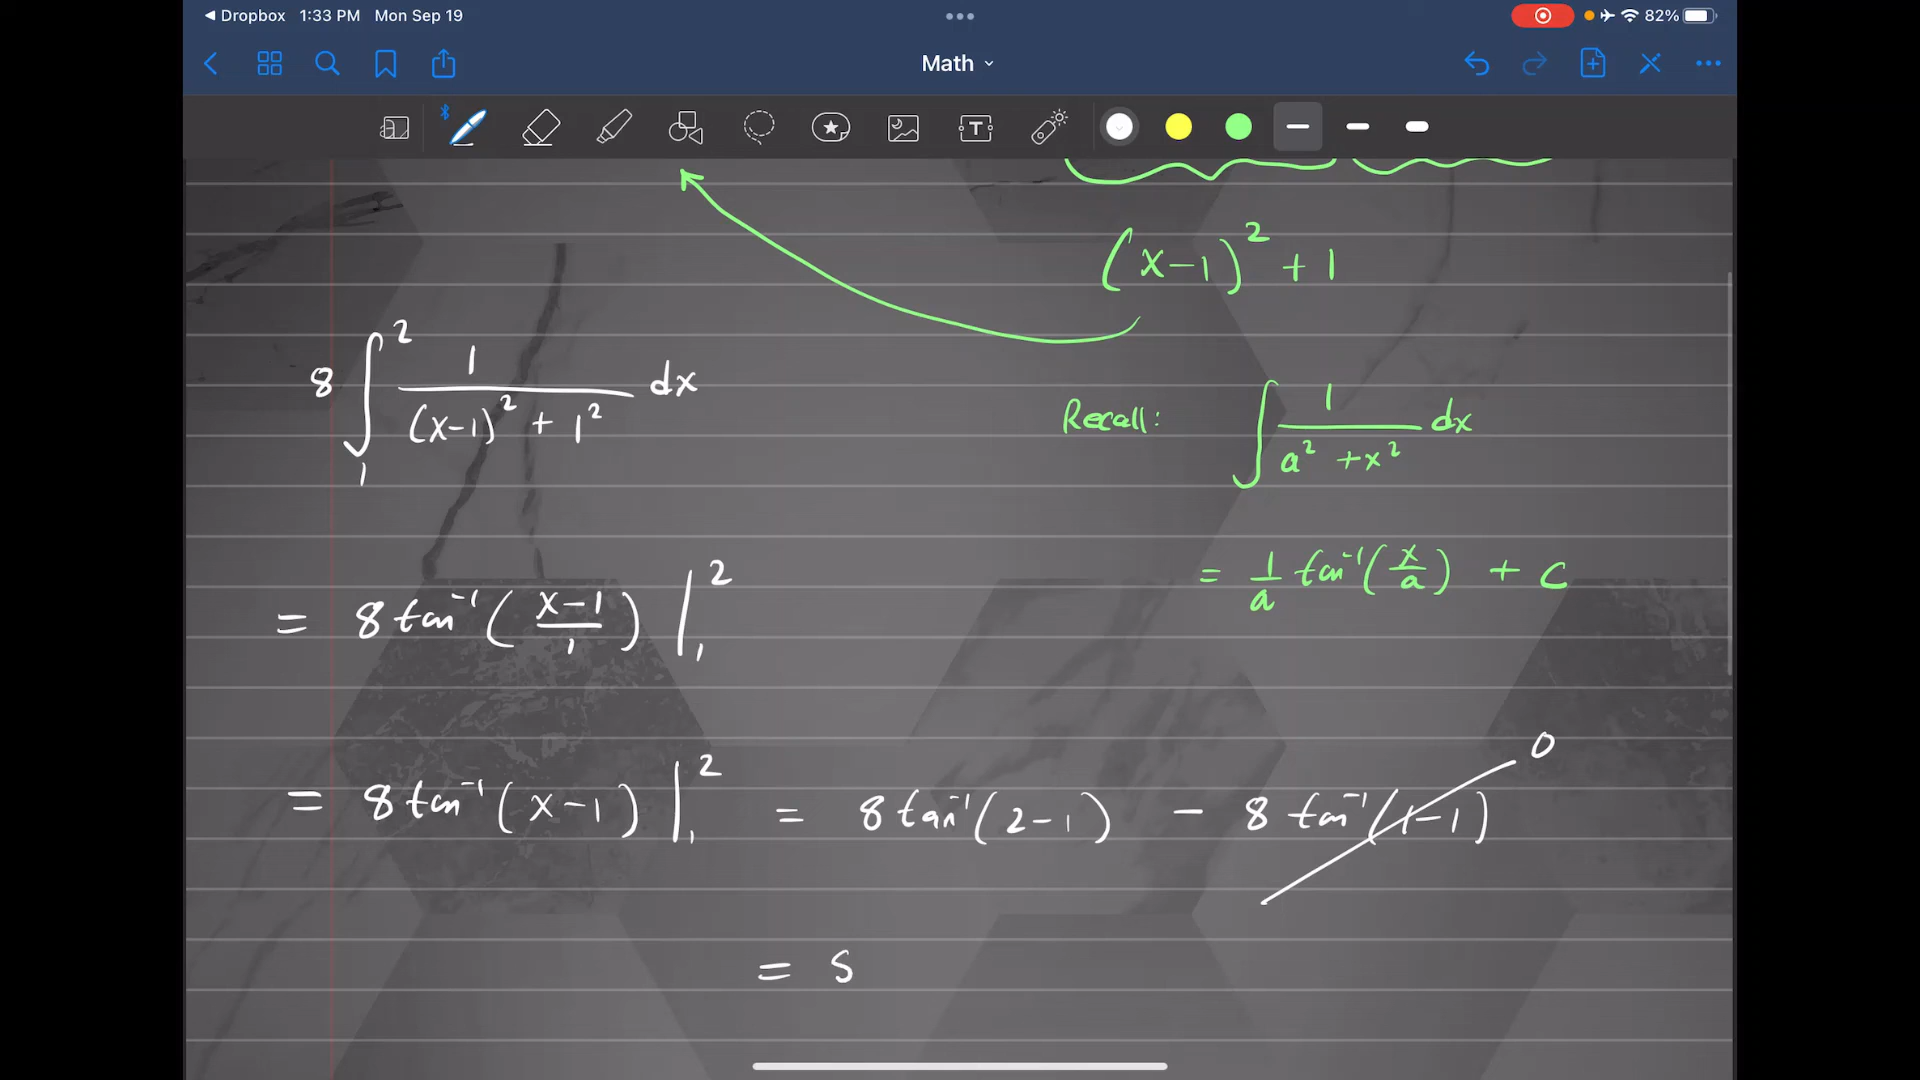 Dropbox 1:33 PM Mon Sep 19 82%
Math
T
(x-1)² + 1
8 ∫₁² 1/((x-1)² + 1²) dx
Recall: ∫ 1/(a² + x²) dx
= 1/a tan⁻¹(x/a) + C
= 8 tan⁻¹((x-1)/1) |₁²
= 8 tan⁻¹(x-1) |₁² = 8 tan⁻¹(2-1) - 8 tan⁻¹(1-1) 0
= S